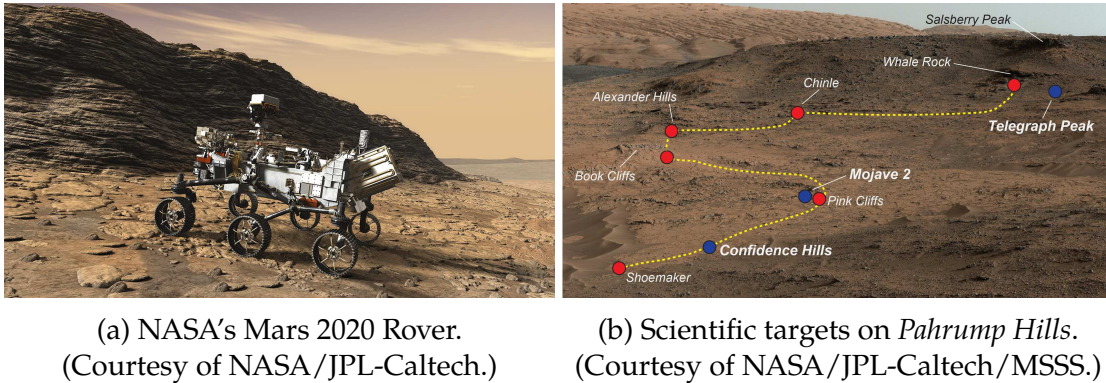 Salsberry Peak
Whale Rock
Chinle
Alexander Hills
Telegraph Peak
Book Cliffs
Mojave 2
Pink Cliffs
Confidence Hills
Shoemaker
(a) NASA's Mars 2020 Rover.
(Courtesy of NASA/JPL-Caltech.)
(b) Scientific targets on Pahrump Hills.
(Courtesy of NASA/JPL-Caltech/MSSS.)